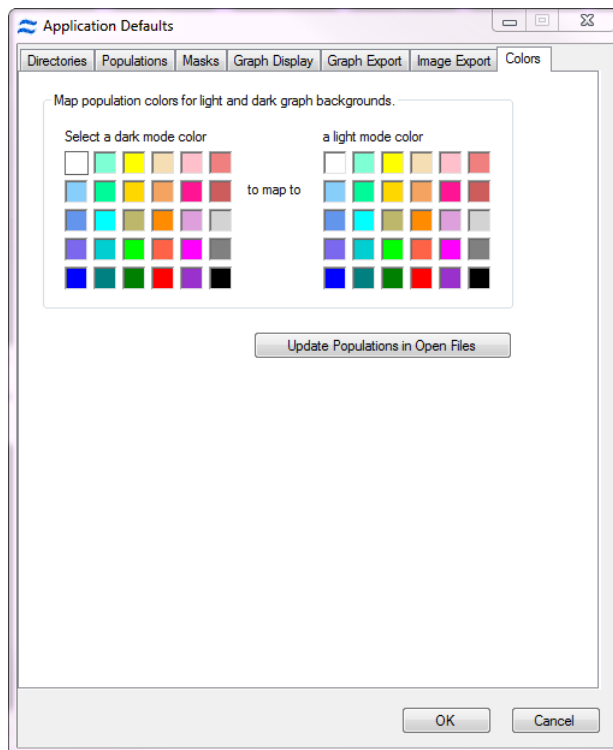 Application Defaults
Directories Populations Masks Graph Display Graph Export Image Export Colors
Map population colors for light and dark graph backgrounds.
Select a dark mode color a light mode color
to map to
Update Populations in Open Files
OK Cancel